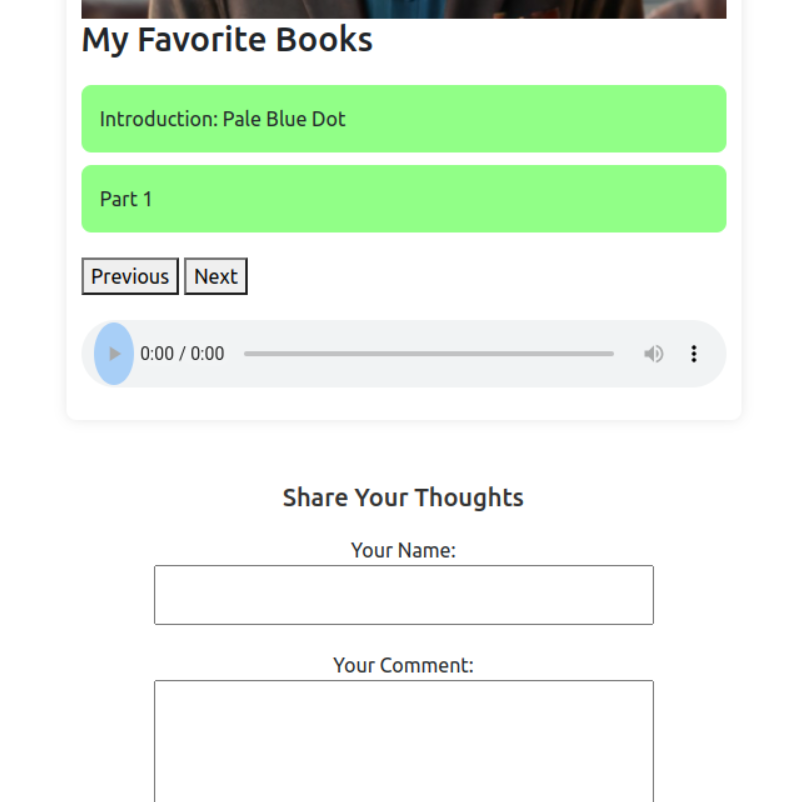 My Favorite Books
Introduction: Pale Blue Dot
Part 1
Previous Next
0:00 / 0:00
Share Your Thoughts
Your Name:
Your Comment: